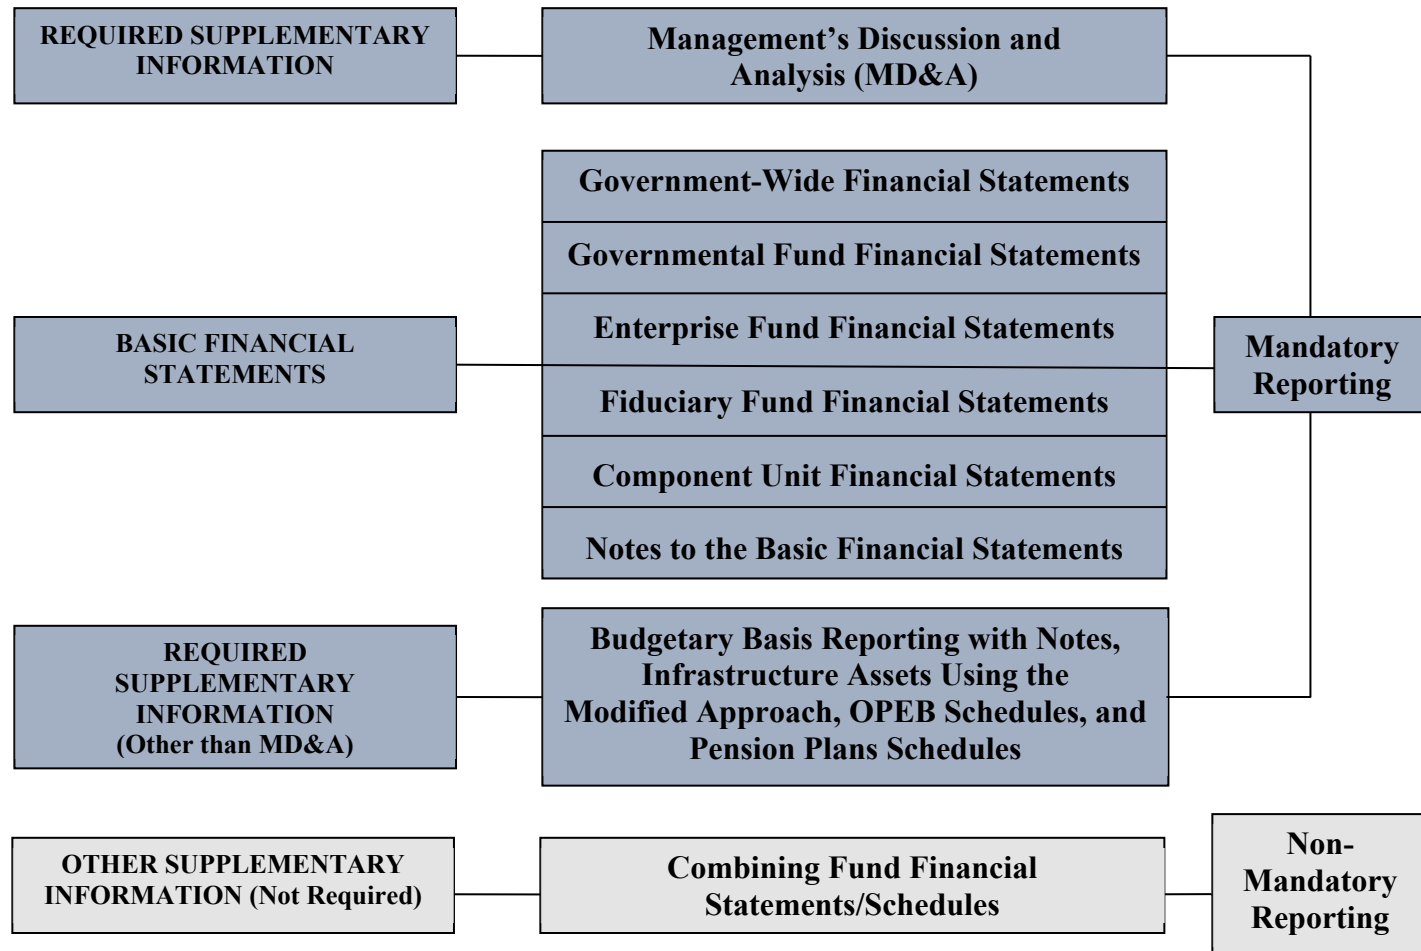 REQUIRED SUPPLEMENTARY
INFORMATION
Management’s Discussion and
Analysis (MD&A)
Government-Wide Financial Statements
Governmental Fund Financial Statements
Enterprise Fund Financial Statements
BASIC FINANCIAL
STATEMENTS
Fiduciary Fund Financial Statements
Component Unit Financial Statements
Notes to the Basic Financial Statements
Mandatory
Reporting
REQUIRED
SUPPLEMENTARY
INFORMATION
(Other than MD&A)
Budgetary Basis Reporting with Notes,
Infrastructure Assets Using the
Modified Approach, OPEB Schedules, and
Pension Plans Schedules
OTHER SUPPLEMENTARY
INFORMATION (Not Required)
Combining Fund Financial
Statements/Schedules
Non-
Mandatory
Reporting